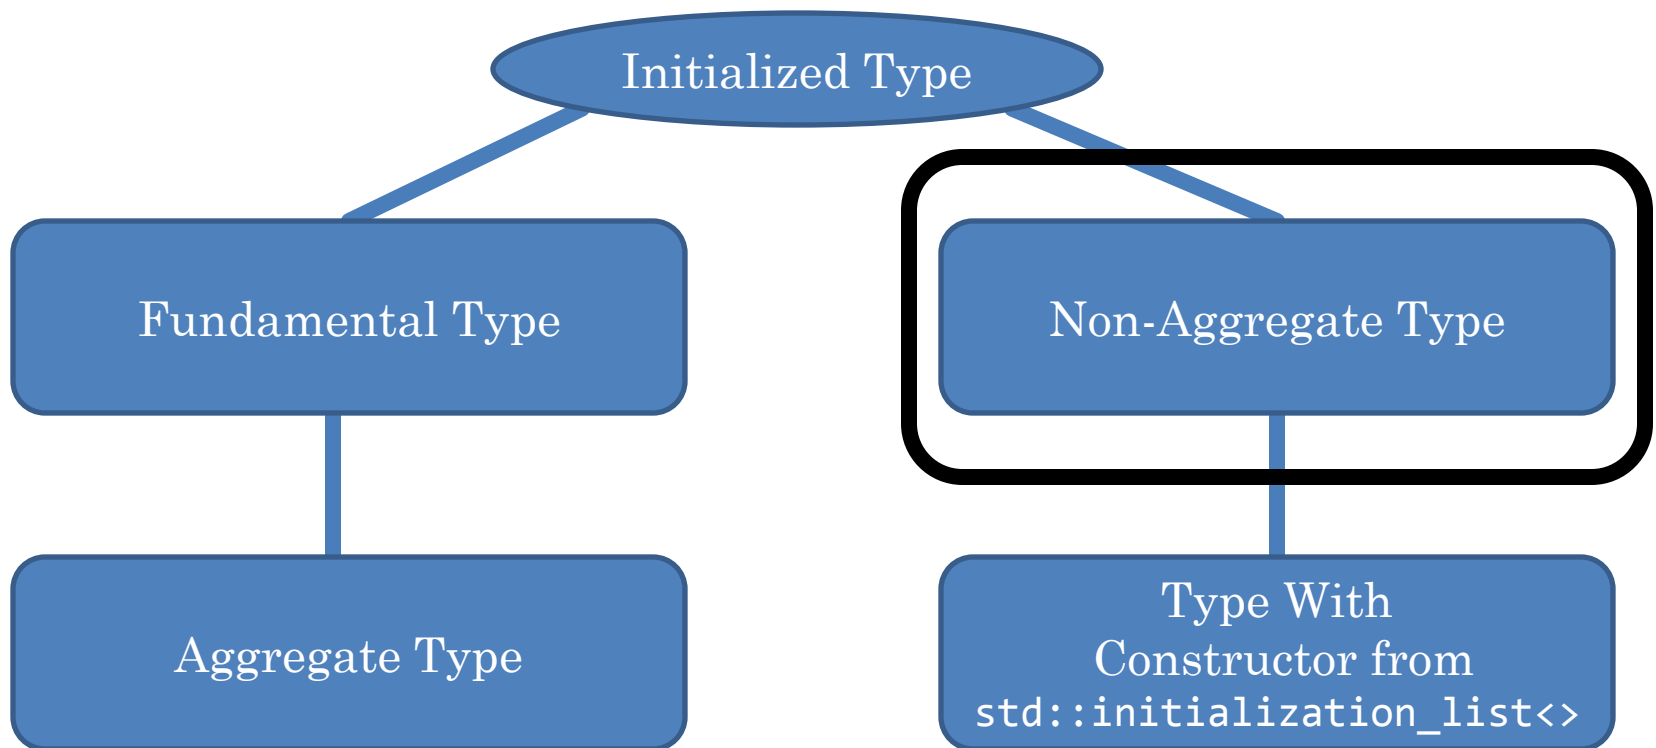 Initialized Type
Fundamental Type
Non-Aggregate Type
Aggregate Type
Type With
Constructor from
std::initialization_list<>